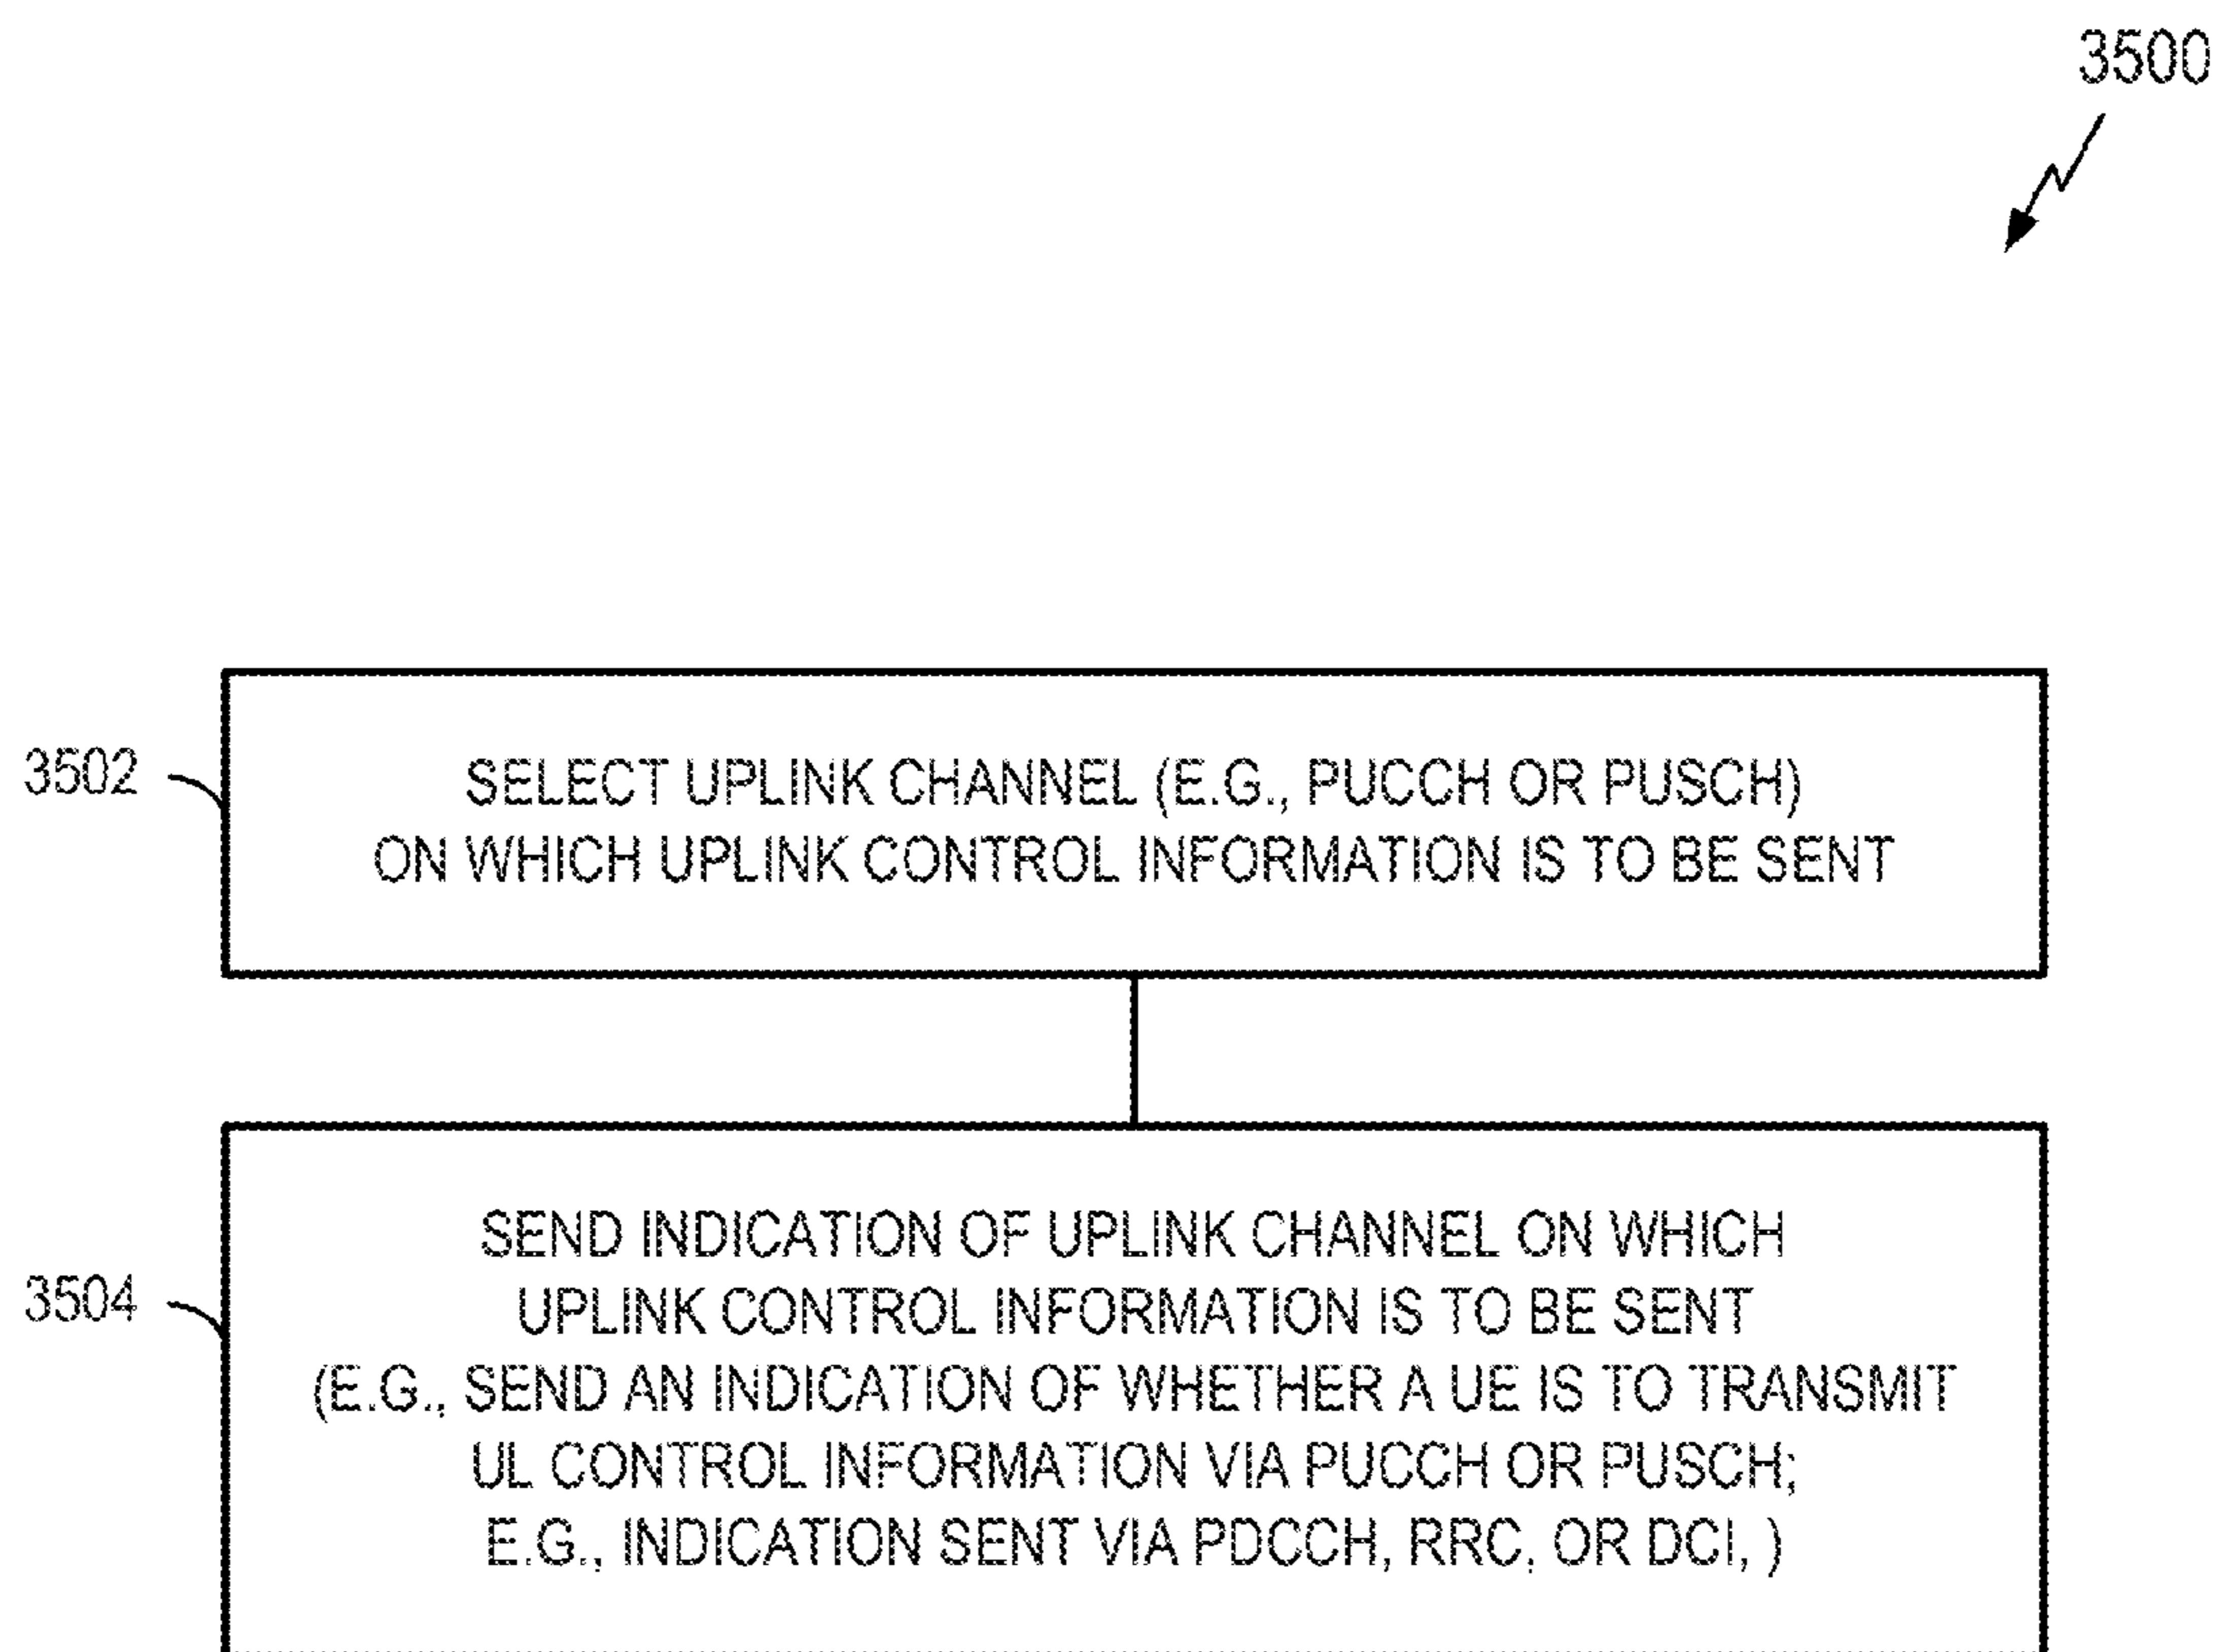 3500
3502
SELECT UPLINK CHANNEL (E.G., PUCCH OR PUSCH)
ON WHICH UPLINK CONTROL INFORMATION IS TO BE SENT
3504
SEND INDICATION OF UPLINK CHANNEL ON WHICH
UPLINK CONTROL INFORMATION IS TO BE SENT
(E.G., SEND AN INDICATION OF WHETHER A UE IS TO TRANSMIT
UL CONTROL INFORMATION VIA PUCCH OR PUSCH;
E.G., INDICATION SENT VIA PDCCH, RRC, OR DCI, )